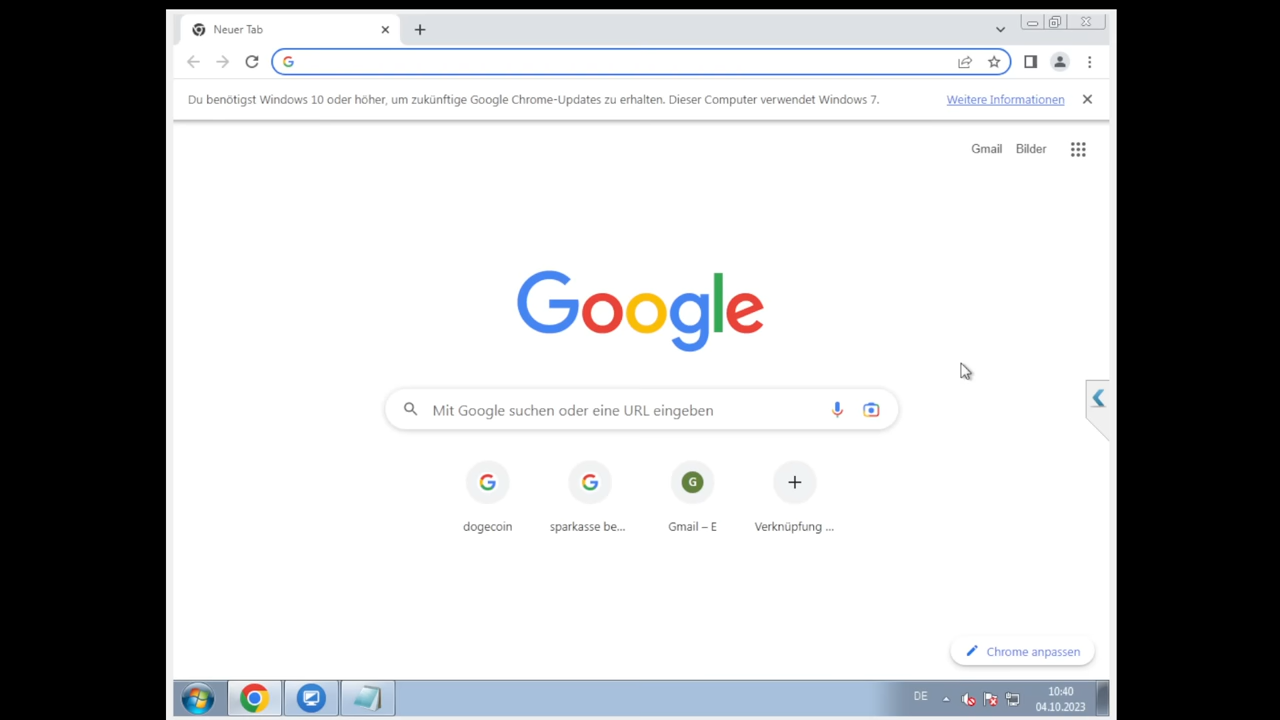 Neuer Tab
Du benötigst Windows 10 oder höher, um zukünftige Google Chrome-Updates zu erhalten. Dieser Computer verwendet Windows 7.
Weitere Informationen
Gmail
Bilder
Google
Mit Google suchen oder eine URL eingeben
G
dogecoin
sparkasse be...
Gmail – E
Verknüpfung ...
Chrome anpassen
DE
10:40
04.10.2023